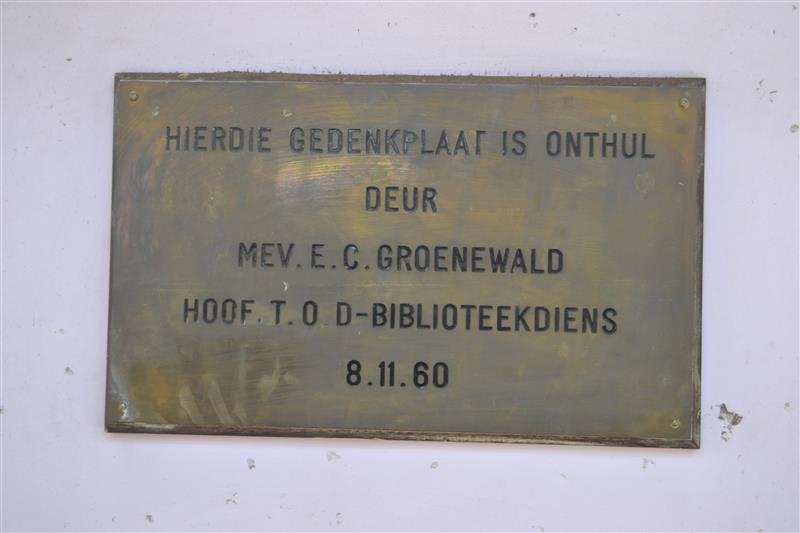 HIERDIE GEDENKPLAAT IS ONTHUL
DEUR
MEV. E. C. GROENEWALD
HOOF. T. O. D-BIBLIOTEEKDIENS
8.11.60